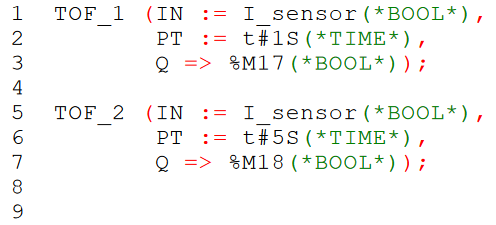 1 TOF_1 (IN := I_sensor(*BOOL*),
2 PT := t#1S(*TIME*),
3 Q => %M17(*BOOL*));
4
5 TOF_2 (IN := I_sensor(*BOOL*),
6 PT := t#5S(*TIME*),
7 Q => %M18(*BOOL*));
8
9